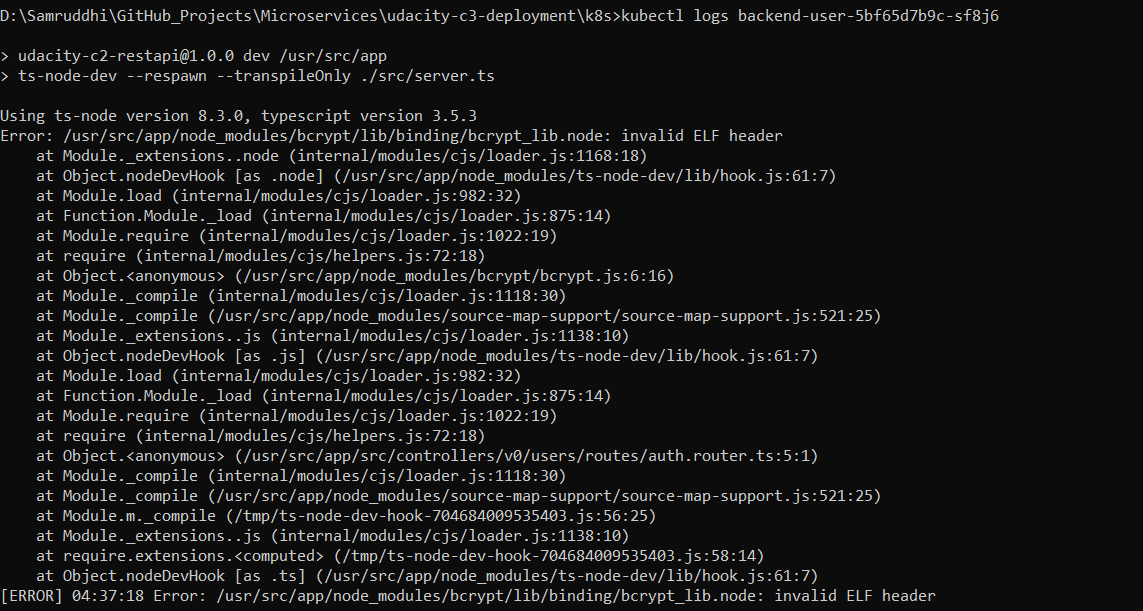 D:\Samruddhi\GitHub_Projects\Microservices\udacity-c3-deployment\k8s>kubectl logs backend-user-5bf65d7b9c-sf8j6
> udacity-c2-restapi@1.0.0 dev /usr/src/app
> ts-node-dev --respawn --transpileOnly ./src/server.ts
Using ts-node version 8.3.0, typescript version 3.5.3
Error: /usr/src/app/node_modules/bcrypt/lib/binding/bcrypt_lib.node: invalid ELF header
    at Module._extensions..node (internal/modules/cjs/loader.js:1168:18)
    at Object.nodeDevHook [as .node] (/usr/src/app/node_modules/ts-node-dev/lib/hook.js:61:7)
    at Module.load (internal/modules/cjs/loader.js:982:32)
    at Function.Module._load (internal/modules/cjs/loader.js:875:14)
    at Module.require (internal/modules/cjs/loader.js:1022:19)
    at require (internal/modules/cjs/helpers.js:72:18)
    at Object.<anonymous> (/usr/src/app/node_modules/bcrypt/bcrypt.js:6:16)
    at Module._compile (internal/modules/cjs/loader.js:1118:30)
    at Module._compile (/usr/src/app/node_modules/source-map-support/source-map-support.js:521:25)
    at Module._extensions..js (internal/modules/cjs/loader.js:1138:10)
    at Object.nodeDevHook [as .js] (/usr/src/app/node_modules/ts-node-dev/lib/hook.js:61:7)
    at Module.load (internal/modules/cjs/loader.js:982:32)
    at Function.Module._load (internal/modules/cjs/loader.js:875:14)
    at Module.require (internal/modules/cjs/loader.js:1022:19)
    at require (internal/modules/cjs/helpers.js:72:18)
    at Object.<anonymous> (/usr/src/app/src/controllers/v0/users/routes/auth.router.ts:5:1)
    at Module._compile (internal/modules/cjs/loader.js:1118:30)
    at Module._compile (/usr/src/app/node_modules/source-map-support/source-map-support.js:521:25)
    at Module.m._compile (/tmp/ts-node-dev-hook-704684009535403.js:56:25)
    at Module._extensions..js (internal/modules/cjs/loader.js:1138:10)
    at require.extensions.<computed> (/tmp/ts-node-dev-hook-704684009535403.js:58:14)
    at Object.nodeDevHook [as .ts] (/usr/src/app/node_modules/ts-node-dev/lib/hook.js:61:7)
[ERROR] 04:37:18 Error: /usr/src/app/node_modules/bcrypt/lib/binding/bcrypt_lib.node: invalid ELF header